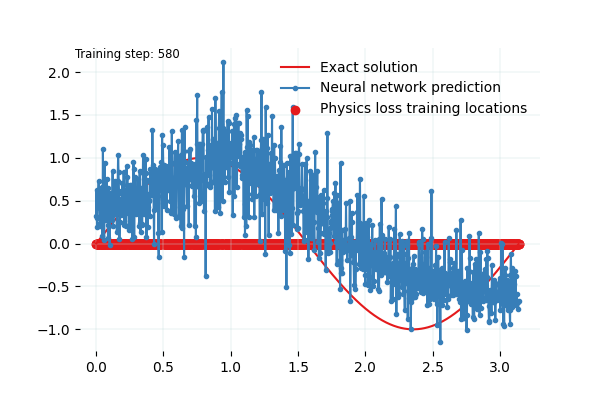 Training step: 580
Exact solution
Neural network prediction
Physics loss training locations
2.0
1.5
1.0
0.5
0.0
−0.5
−1.0
0.0 0.5 1.0 1.5 2.0 2.5 3.0